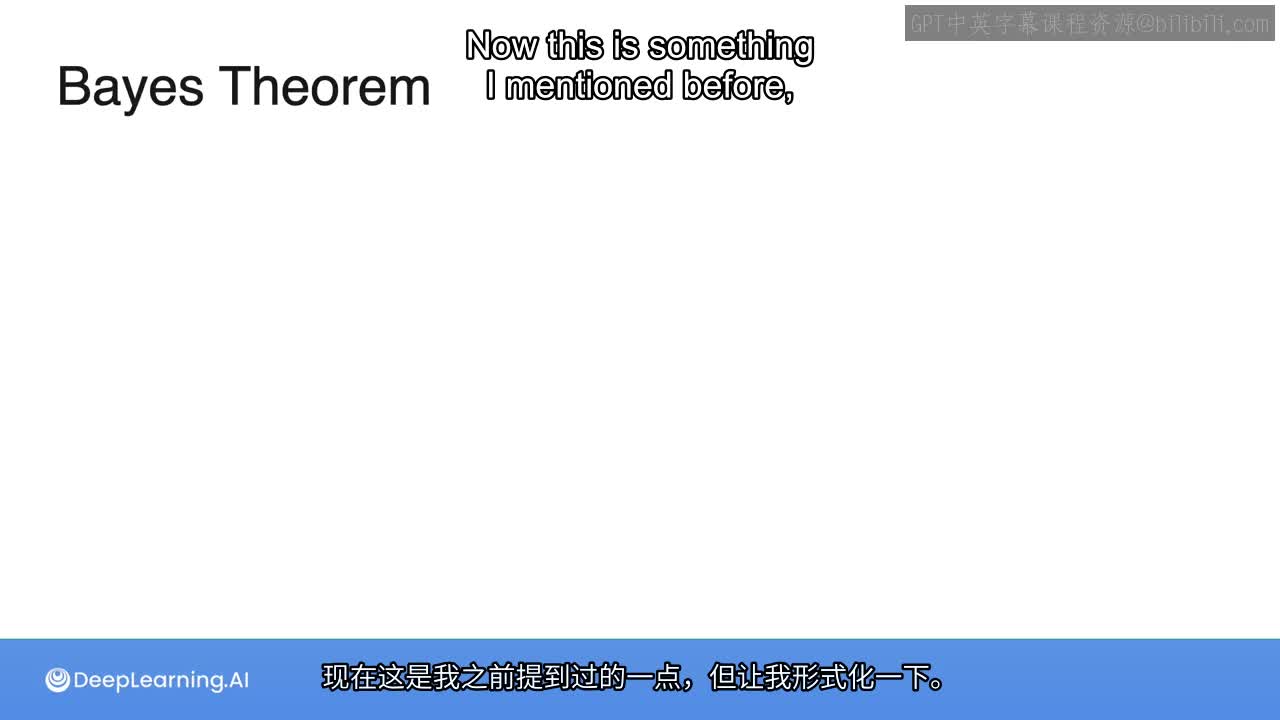 GPT中英字幕课程资源@bilibili.com
Now this is something
I mentioned before,
Bayes Theorem
DeepLearning.AI
现在这是我之前提到过的一点，但让我形式化一下。